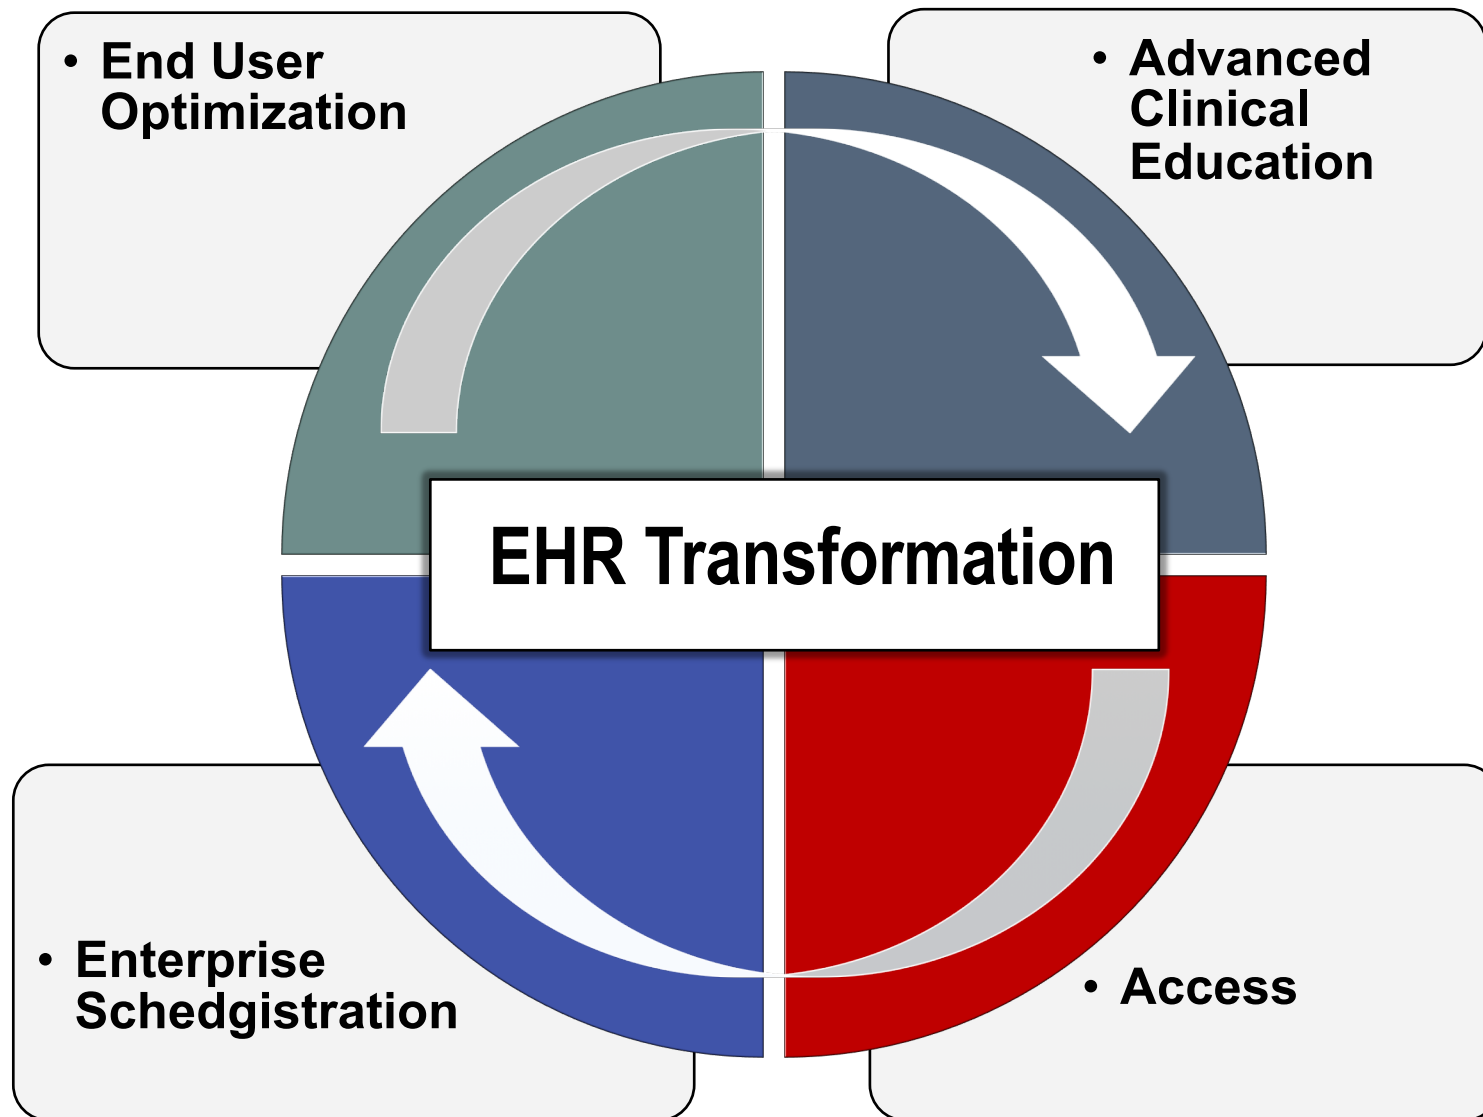 • End User
Optimization
• Advanced
Clinical
Education
EHR Transformation
• Enterprise
Schedgistration
• Access